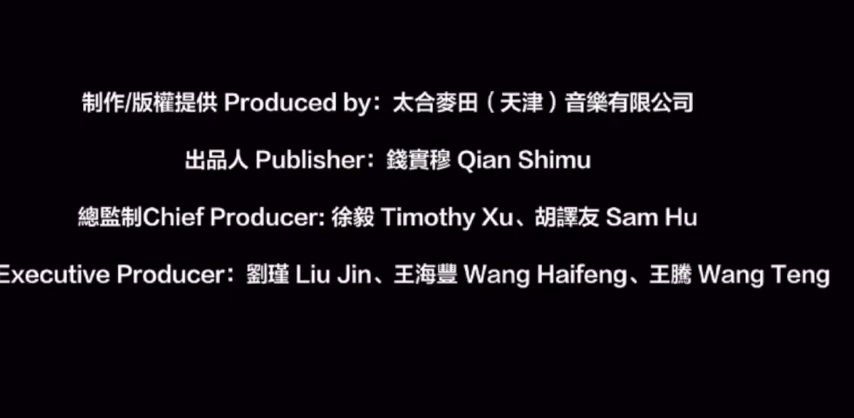 制作/版權提供 Produced by：太合麥田（天津）音樂有限公司
出品人 Publisher：錢實穆 Qian Shimu
總監制Chief Producer: 徐毅 Timothy Xu、胡譯友 Sam Hu
Executive Producer：劉瑾 Liu Jin、王海豐 Wang Haifeng、王騰 Wang Teng